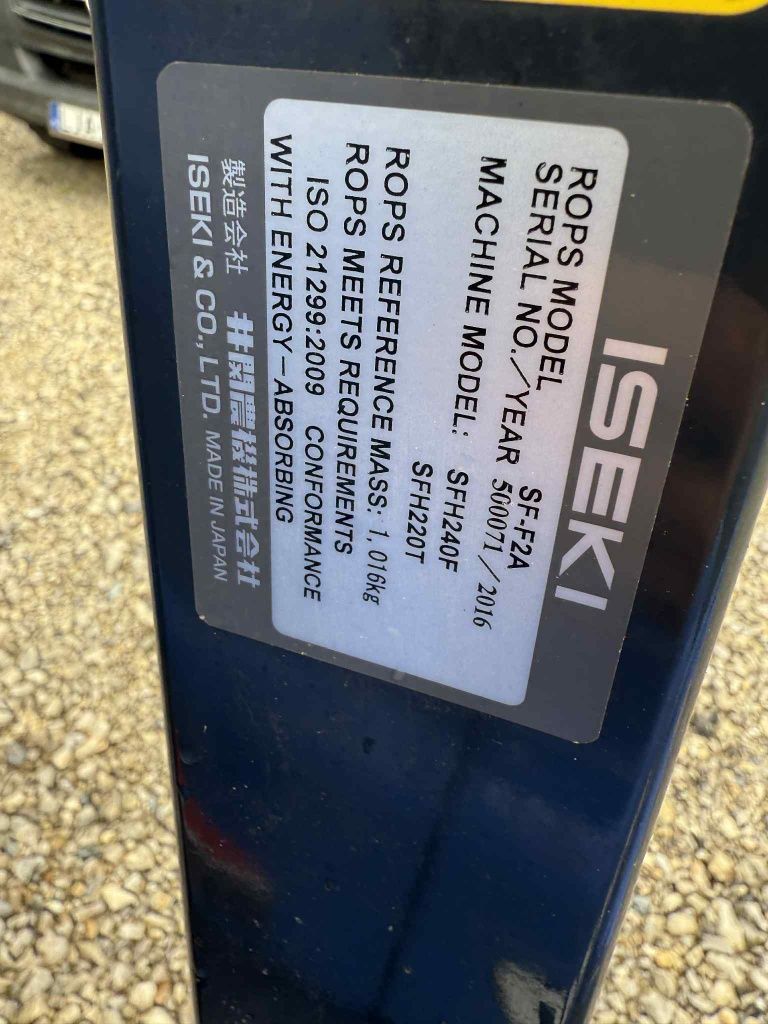 ISEKI
ROPS MODEL SF-F2A
SERIAL NO./YEAR 500071/2016
MACHINE MODEL: SFH240F
SFH220T
ROPS REFERENCE MASS: 1,016kg
ROPS MEETS REQUIREMENTS
ISO 21299:2009 CONFORMANCE
WITH ENERGY-ABSORBING
製造会社 井関農機株式会社
ISEKI & CO., LTD. MADE IN JAPAN